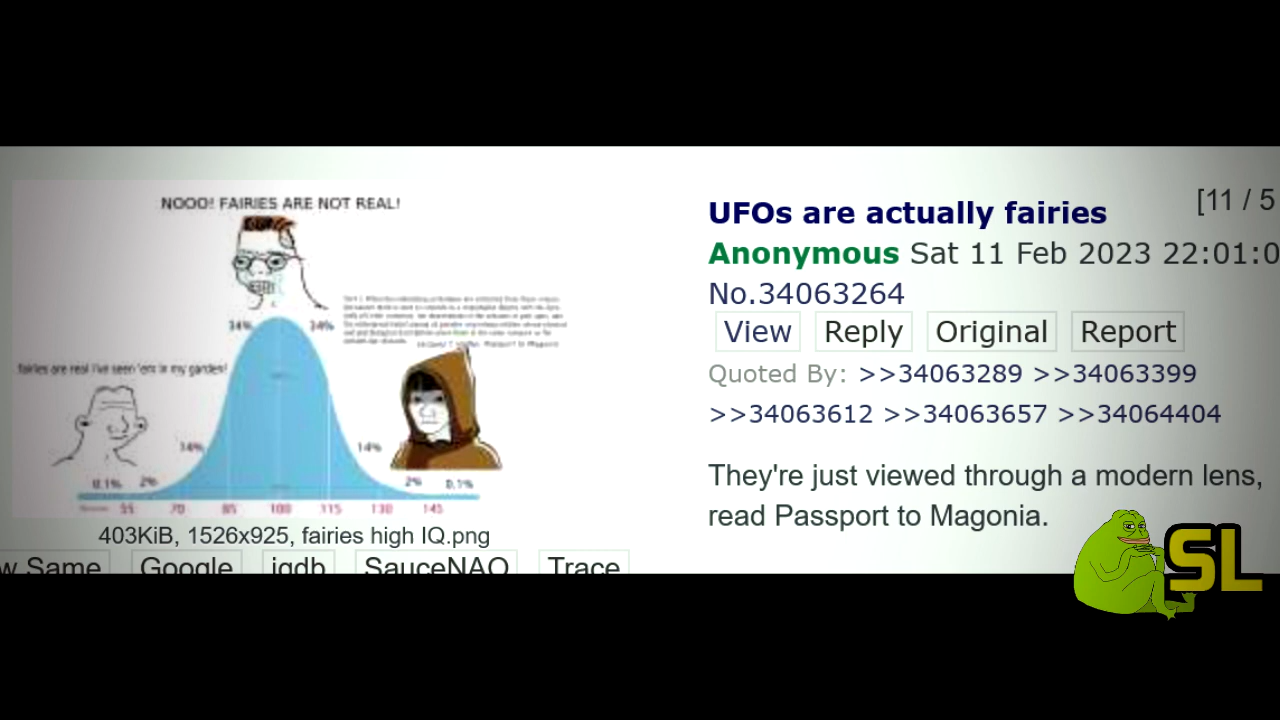 NOOO! FAIRIES ARE NOT REAL!
34% 34%
fairies are real I've seen 'em in my garden!
14% 14%
0.1% 2% 2% 0.1%
55 70 85 100 115 130 145
403KiB, 1526x925, fairies high IQ.png
w Same Google iqdb SauceNAO Trace
[11 / 5
UFOs are actually fairies
Anonymous Sat 11 Feb 2023 22:01:0
No.34063264
View Reply Original Report
Quoted By: >>34063289 >>34063399
>>34063612 >>34063657 >>34064404
They're just viewed through a modern lens,
read Passport to Magonia.
SL